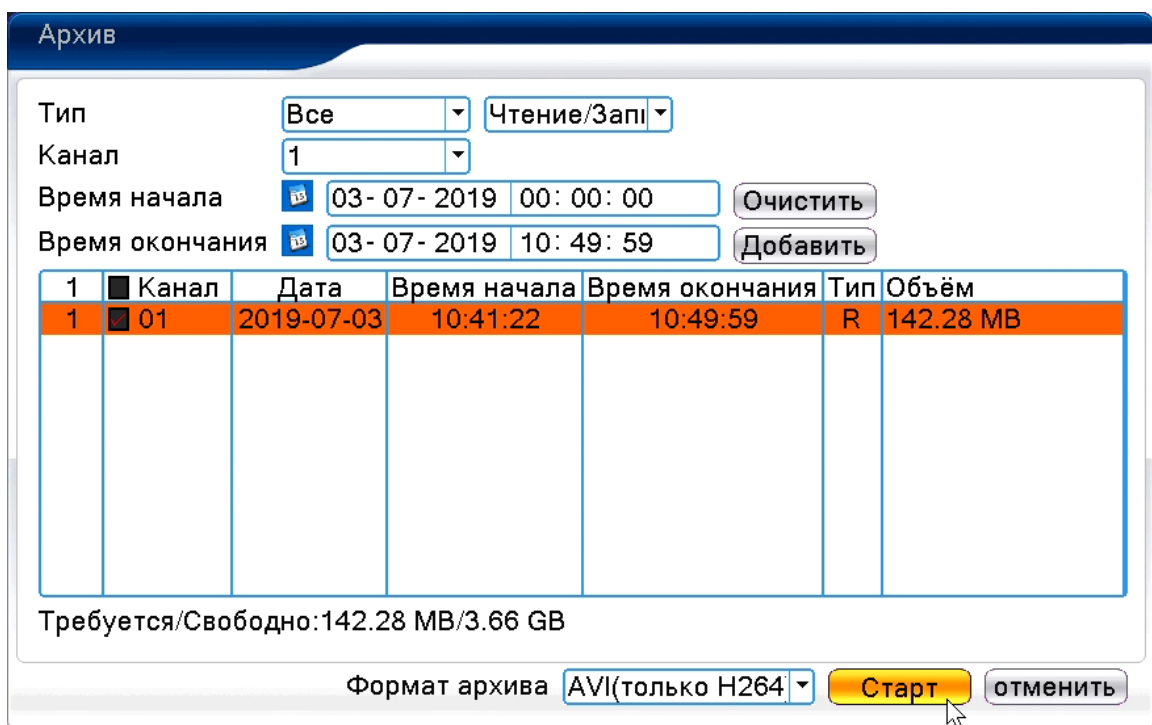 Архив
Тип Все Чтение/Запи
Канал 1
Время начала 15 03- 07- 2019 00: 00: 00 Очистить
Время окончания 15 03- 07- 2019 10: 49: 59 Добавить
1 Канал Дата Время начала Время окончания Тип Объём
1 01 2019-07-03 10:41:22 10:49:59 R 142.28 MB
Требуется/Свободно:142.28 MB/3.66 GB
Формат архива AVI(только H264 Старт отменить